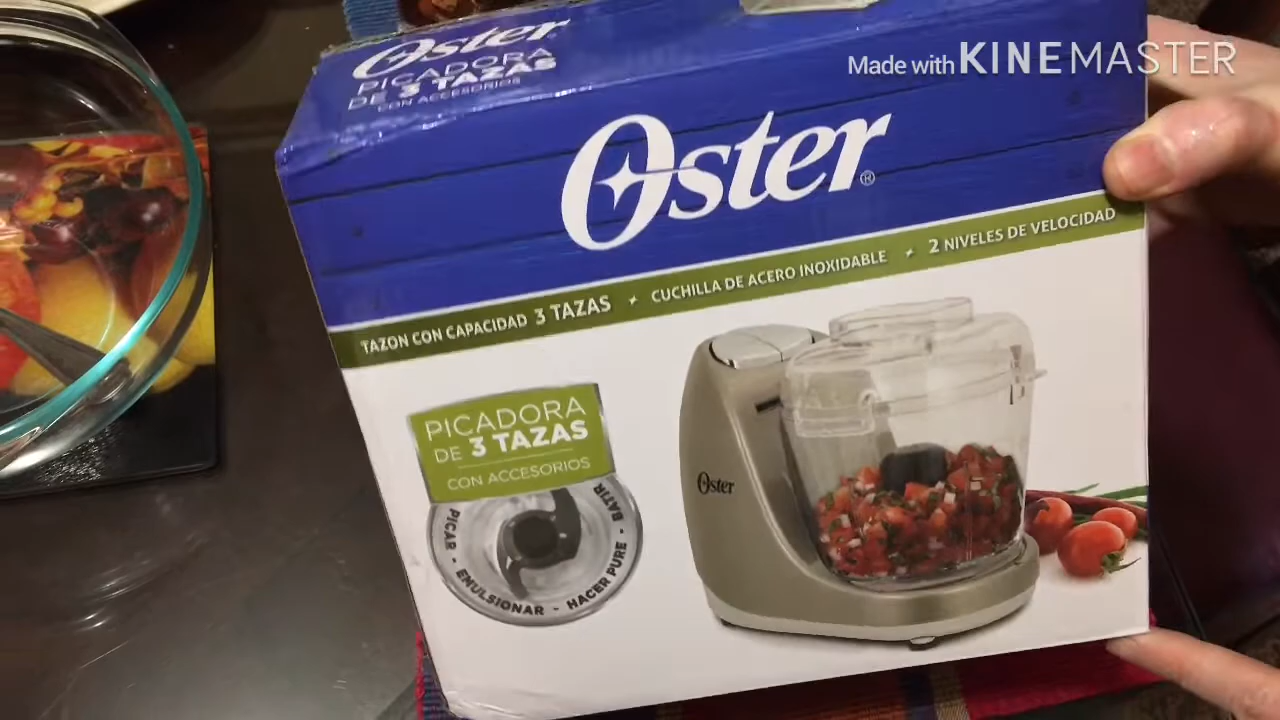 Oster®
PICADORA
DE 3 TAZAS
CON ACCESORIOS
Made with KINEMASTER
Oster®
TAZON CON CAPACIDAD 3 TAZAS + CUCHILLA DE ACERO INOXIDABLE + 2 NIVELES DE VELOCIDAD
PICADORA
DE 3 TAZAS
CON ACCESORIOS
PICAR - EMULSIONAR - HACER PURE - BATIR
Oster